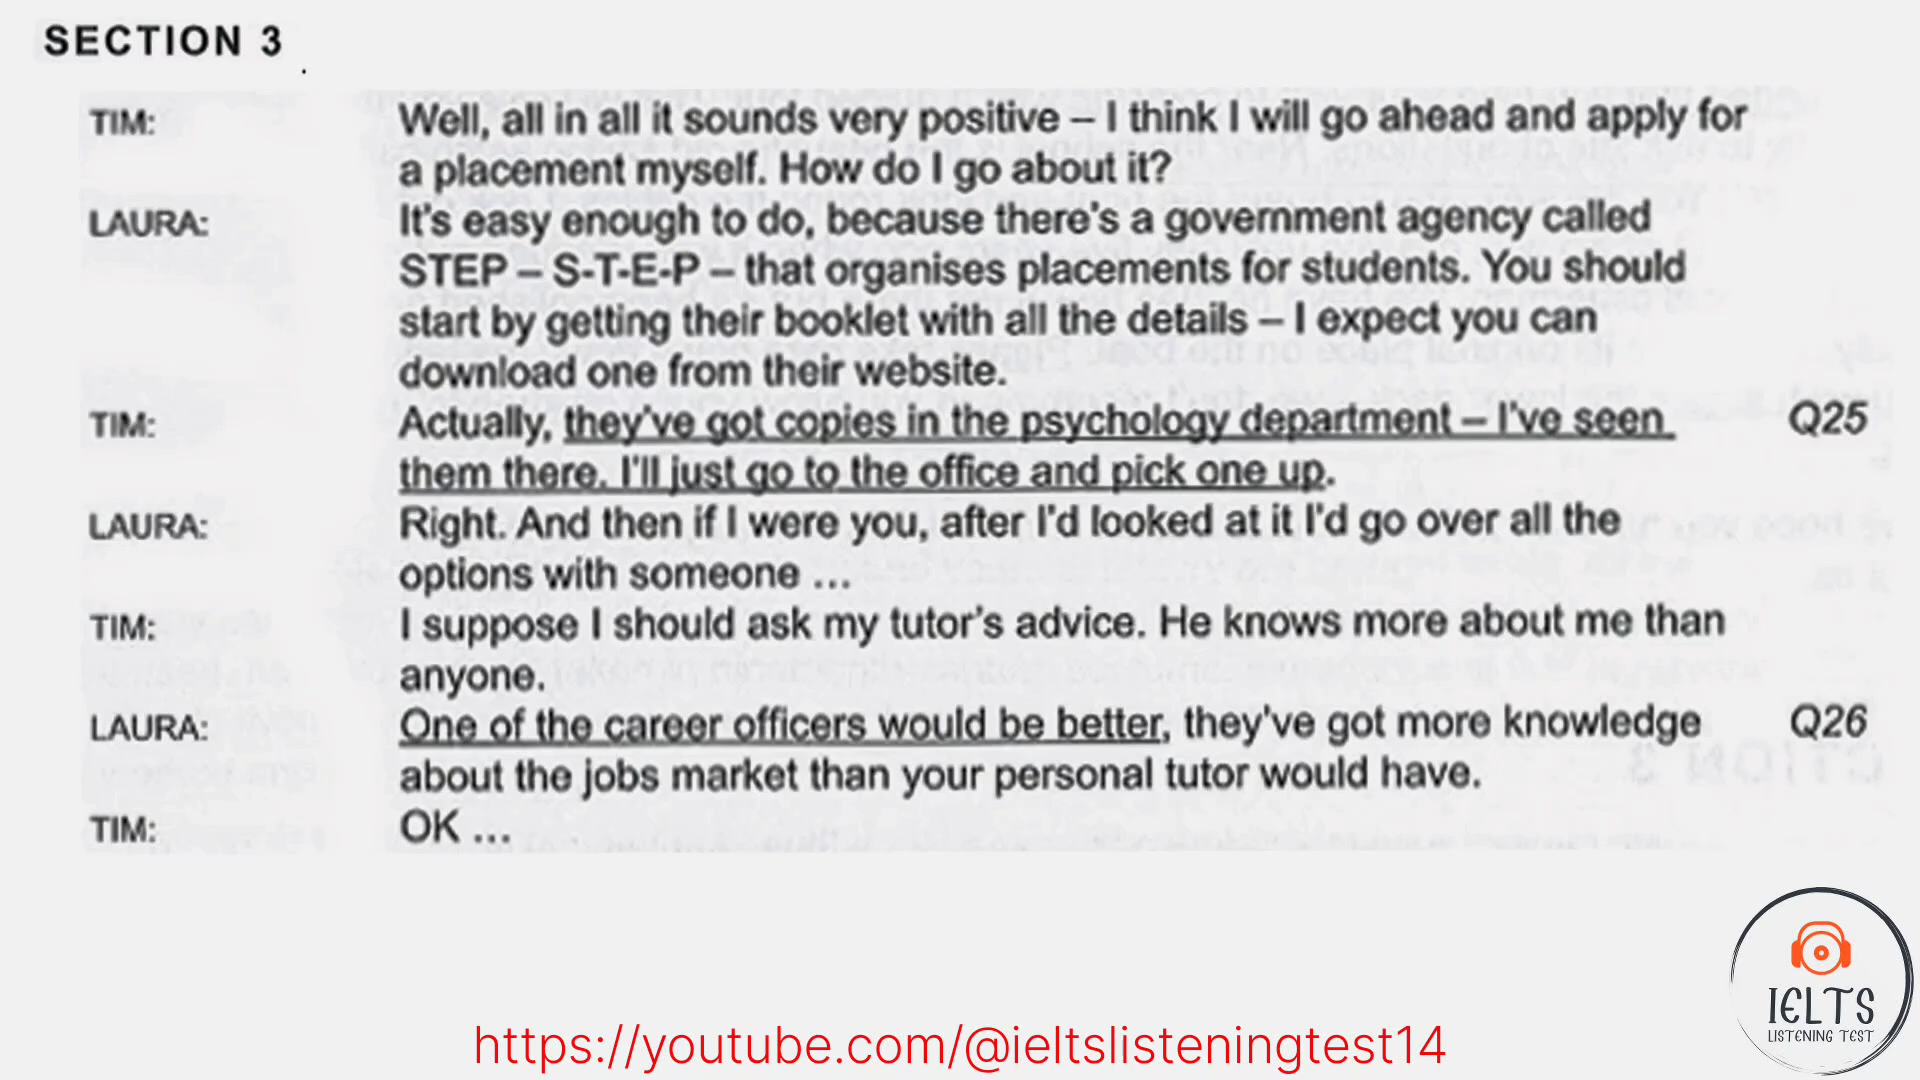 SECTION 3
TIM: Well, all in all it sounds very positive – I think I will go ahead and apply for
a placement myself. How do I go about it?
LAURA: It's easy enough to do, because there's a government agency called
STEP – S-T-E-P – that organises placements for students. You should
start by getting their booklet with all the details – I expect you can
download one from their website.
TIM: Actually, they've got copies in the psychology department – I've seen Q25
them there. I'll just go to the office and pick one up.
LAURA: Right. And then if I were you, after I'd looked at it I'd go over all the
options with someone ...
TIM: I suppose I should ask my tutor's advice. He knows more about me than
anyone.
LAURA: One of the career officers would be better, they've got more knowledge Q26
about the jobs market than your personal tutor would have.
TIM: OK ...
IELTS
LISTENING TEST
https://youtube.com/@ieltslisteningtest14